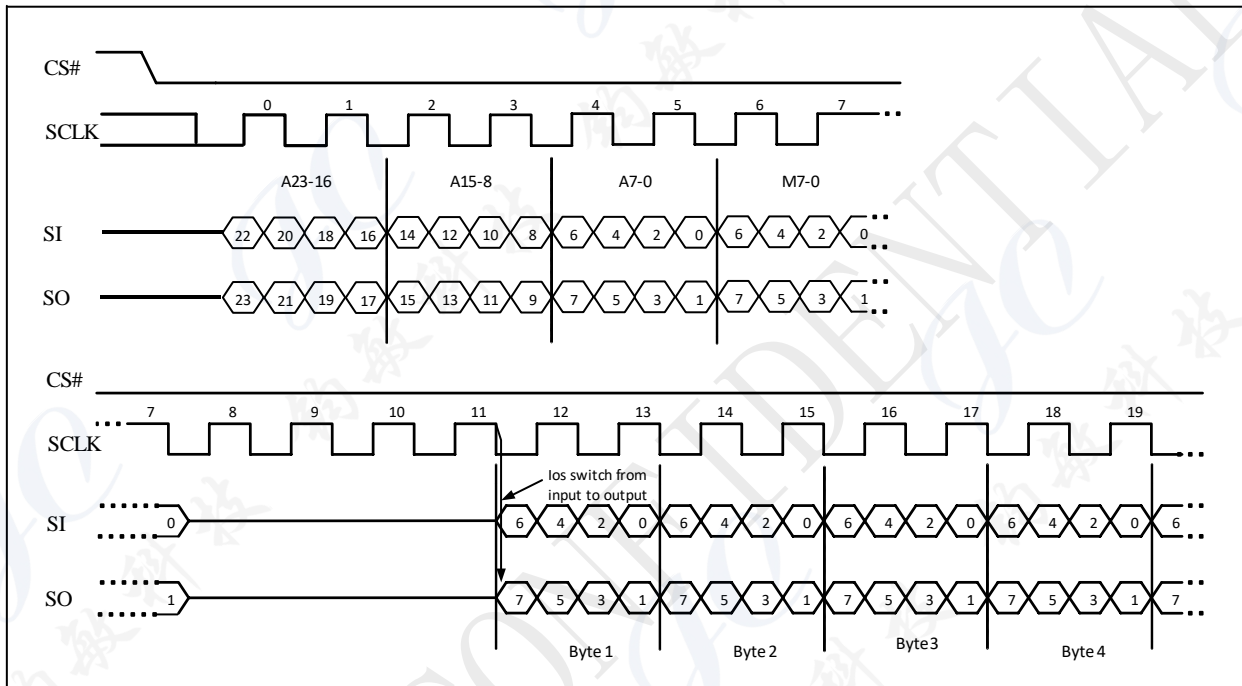 CS#
0 1 2 3 4 5 6 7
SCLK
A23-16 A15-8 A7-0 M7-0
SI 22 20 18 16 14 12 10 8 6 4 2 0 6 4 2 0
SO 23 21 19 17 15 13 11 9 7 5 3 1 7 5 3 1
CS#
7 8 9 10 11 12 13 14 15 16 17 18 19
SCLK
Ios switch from
input to output
SI 0 6 4 2 0 6 4 2 0 6 4 2 0 6 4 2 0 6
SO 1 7 5 3 1 7 5 3 1 7 5 3 1 7 5 3 1 7
Byte 1 Byte 2 Byte3 Byte 4
CONFIDENTIAL